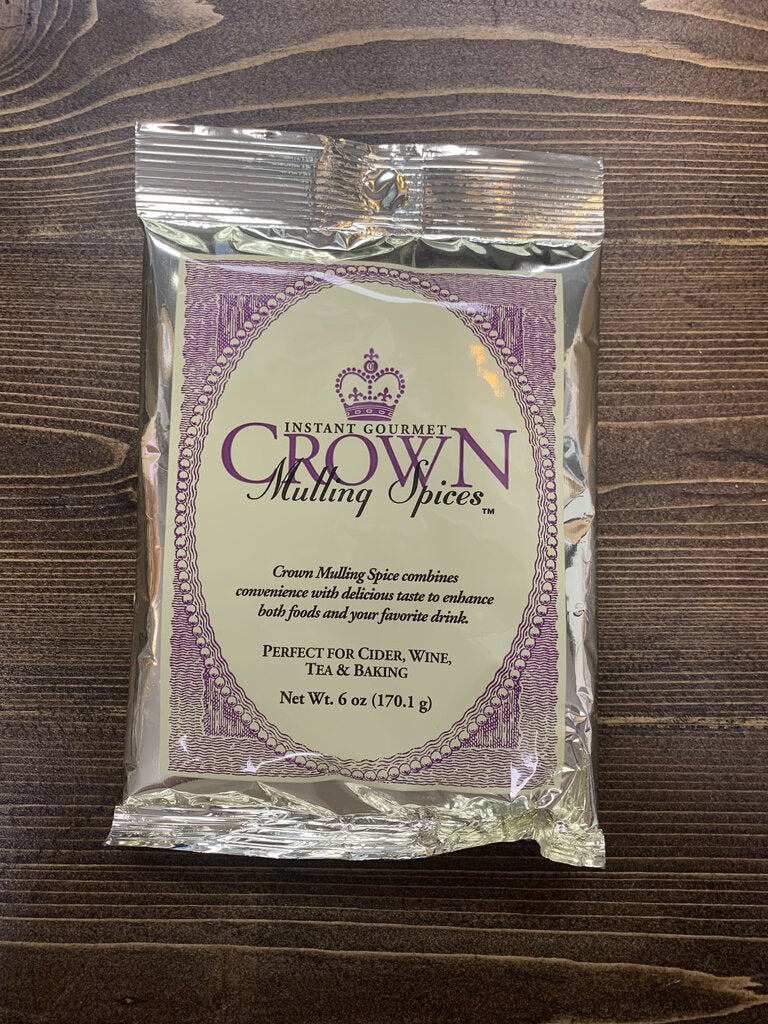 INSTANT GOURMET
CROWN
Mulling Spices™
Crown Mulling Spice combines
convenience with delicious taste to enhance
both foods and your favorite drink.
PERFECT FOR CIDER, WINE,
TEA & BAKING
Net Wt. 6 oz (170.1 g)